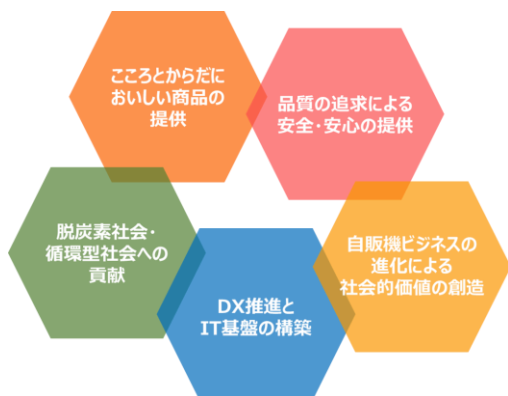 こころとからだに
おいしい商品の
提供
品質の追求による
安全・安心の提供
脱炭素社会・
循環型社会への
貢献
自販機ビジネスの
進化による
社会的価値の創造
DX推進と
IT基盤の構築